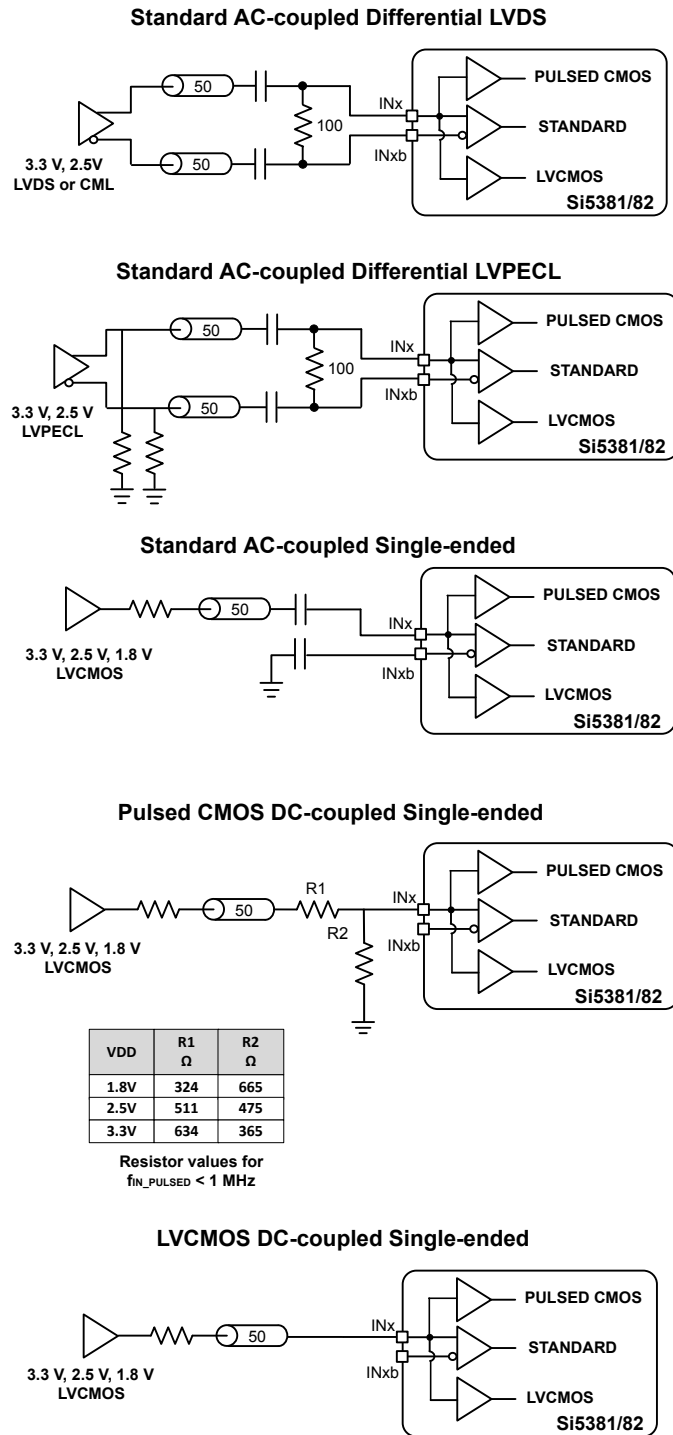 Standard AC-coupled Differential LVDS
50
INx
PULSED CMOS
100
STANDARD
50
INxb
3.3 V, 2.5V
LVDS or CML
LVCMOS
Si5381/82
Standard AC-coupled Differential LVPECL
50
INx
PULSED CMOS
100
STANDARD
50
INxb
3.3 V, 2.5 V
LVPECL
LVCMOS
Si5381/82
Standard AC-coupled Single-ended
50
INx
PULSED CMOS
STANDARD
3.3 V, 2.5 V, 1.8 V
LVCMOS
INxb
LVCMOS
Si5381/82
Pulsed CMOS DC-coupled Single-ended
R1
INx
PULSED CMOS
50
R2
STANDARD
INxb
3.3 V, 2.5 V, 1.8 V
LVCMOS
LVCMOS
Si5381/82
VDD R1 Ω R2 Ω
1.8V 324 665
2.5V 511 475
3.3V 634 365
Resistor values for
fIN_PULSED < 1 MHz
LVCMOS DC-coupled Single-ended
PULSED CMOS
50
INx
STANDARD
INxb
3.3 V, 2.5 V, 1.8 V
LVCMOS
LVCMOS
Si5381/82